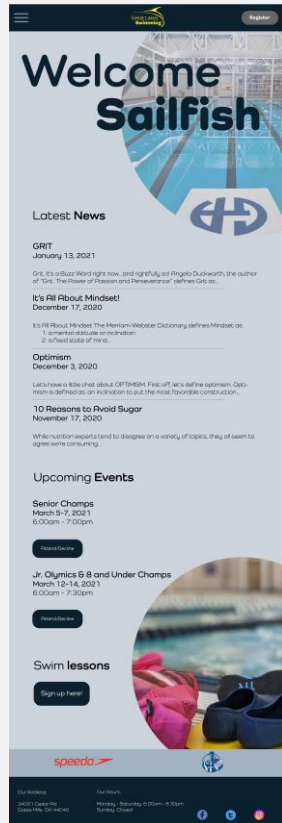 Great Lakes
Swimming
Register
Welcome
Sailfish
Latest News
GRIT
January 13, 2021
Grit. It's a Buzz Word right now.. and rightfully so! Angela Duckworth, the author
of "Grit: The Power of Passion and Perseverance" defines Grit as...
It's All About Mindset!
December 17, 2020
It's All About Mindset The Merriam-Webster Dictionary defines Mindset as:
1: a mental attitude or inclination
2: a fixed state of mind...
Optimism
December 3, 2020
Let's have a little chat about OPTIMISM. First off, let's define optimism. Opti-
mism is defined as: an inclination to put the most favorable construction...
10 Reasons to Avoid Sugar
November 17, 2020
While nutrition experts tend to disagree on a variety of topics, they all seem to
agree we're consuming...
Upcoming Events
Senior Champs
March 5-7, 2021
6:00am - 7:00pm
Attend/Decline
Jr. Olymics & 8 and Under Champs
March 12-14, 2021
6:00am - 7:30pm
Attend/Decline
Swim lessons
Sign up here!
speedo
Our Address
Our Hours
34001 Cedar Rd.
Gates Mills, OH 44040
Monday - Saturday: 6:00am - 8:30pm
Sunday: Closed